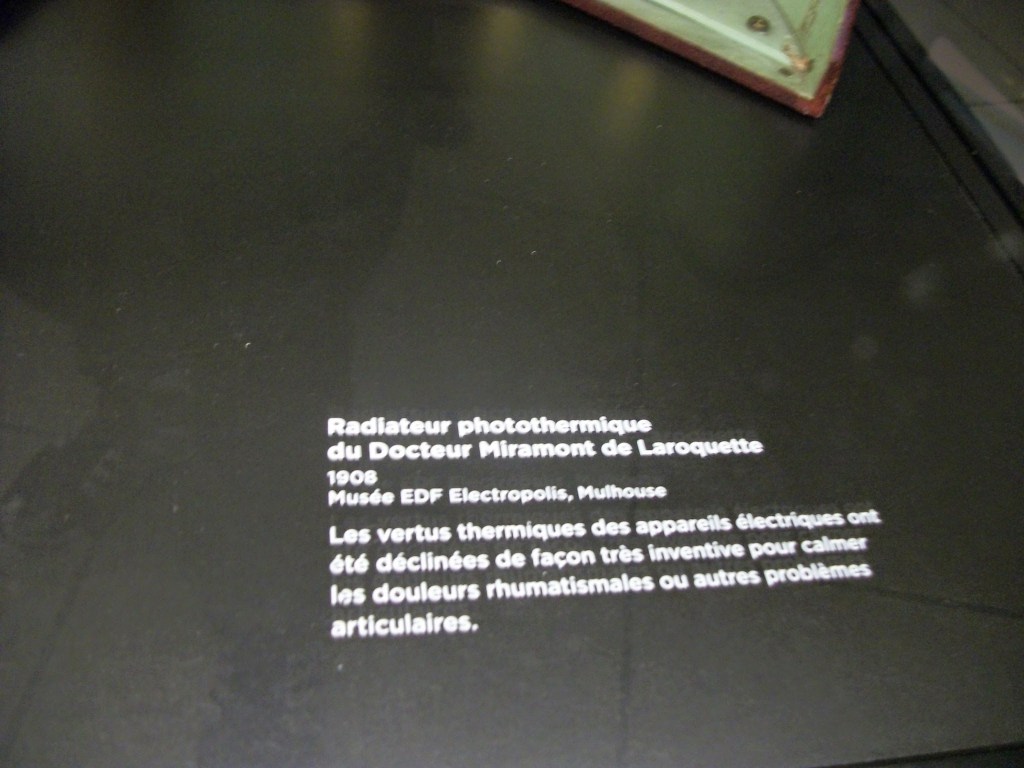 Radiateur photothermique
du Docteur Miramont de Laroquette
1908
Musée EDF Electropolis, Mulhouse
Les vertus thermiques des appareils électriques ont
été déclinées de façon très inventive pour calmer
les douleurs rhumatismales ou autres problèmes
articulaires.